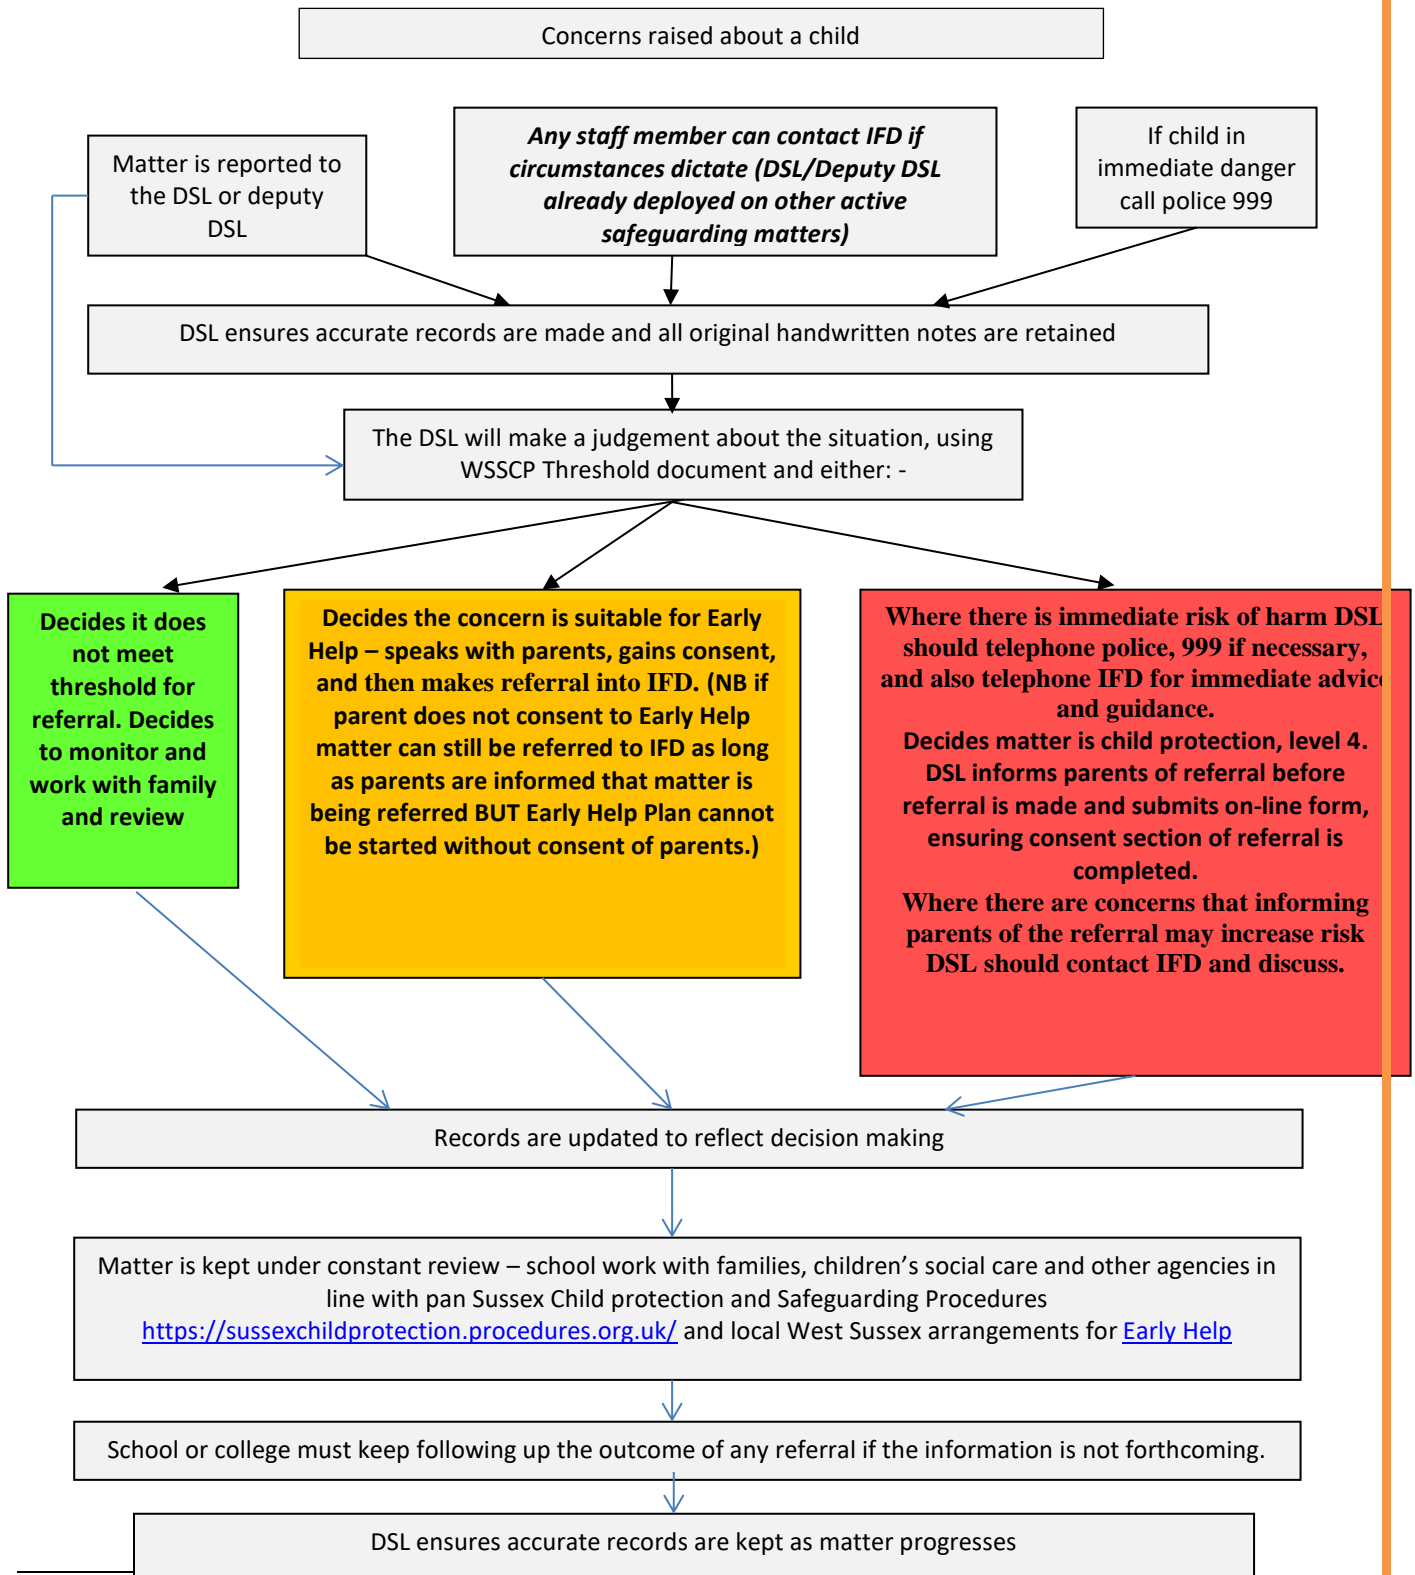 Concerns raised about a child
Matter is reported to
the DSL or deputy
DSL
Any staff member can contact IFD if
circumstances dictate (DSL/Deputy DSL
already deployed on other active
safeguarding matters)
If child in
immediate danger
call police 999
DSL ensures accurate records are made and all original handwritten notes are retained
The DSL will make a judgement about the situation, using
WSSCP Threshold document and either: -
Decides it does
not meet
threshold for
referral. Decides
to monitor and
work with family
and review
Decides the concern is suitable for Early
Help – speaks with parents, gains consent,
and then makes referral into IFD. (NB if
parent does not consent to Early Help
matter can still be referred to IFD as long
as parents are informed that matter is
being referred BUT Early Help Plan cannot
be started without consent of parents.)
Where there is immediate risk of harm DSL
should telephone police, 999 if necessary,
and also telephone IFD for immediate advice
and guidance.
Decides matter is child protection, level 4.
DSL informs parents of referral before
referral is made and submits on-line form,
ensuring consent section of referral is
completed.
Where there are concerns that informing
parents of the referral may increase risk
DSL should contact IFD and discuss.
Records are updated to reflect decision making
Matter is kept under constant review – school work with families, children’s social care and other agencies in
line with pan Sussex Child protection and Safeguarding Procedures
https://sussexchildprotection.procedures.org.uk/ and local West Sussex arrangements for Early Help
School or college must keep following up the outcome of any referral if the information is not forthcoming.
DSL ensures accurate records are kept as matter progresses